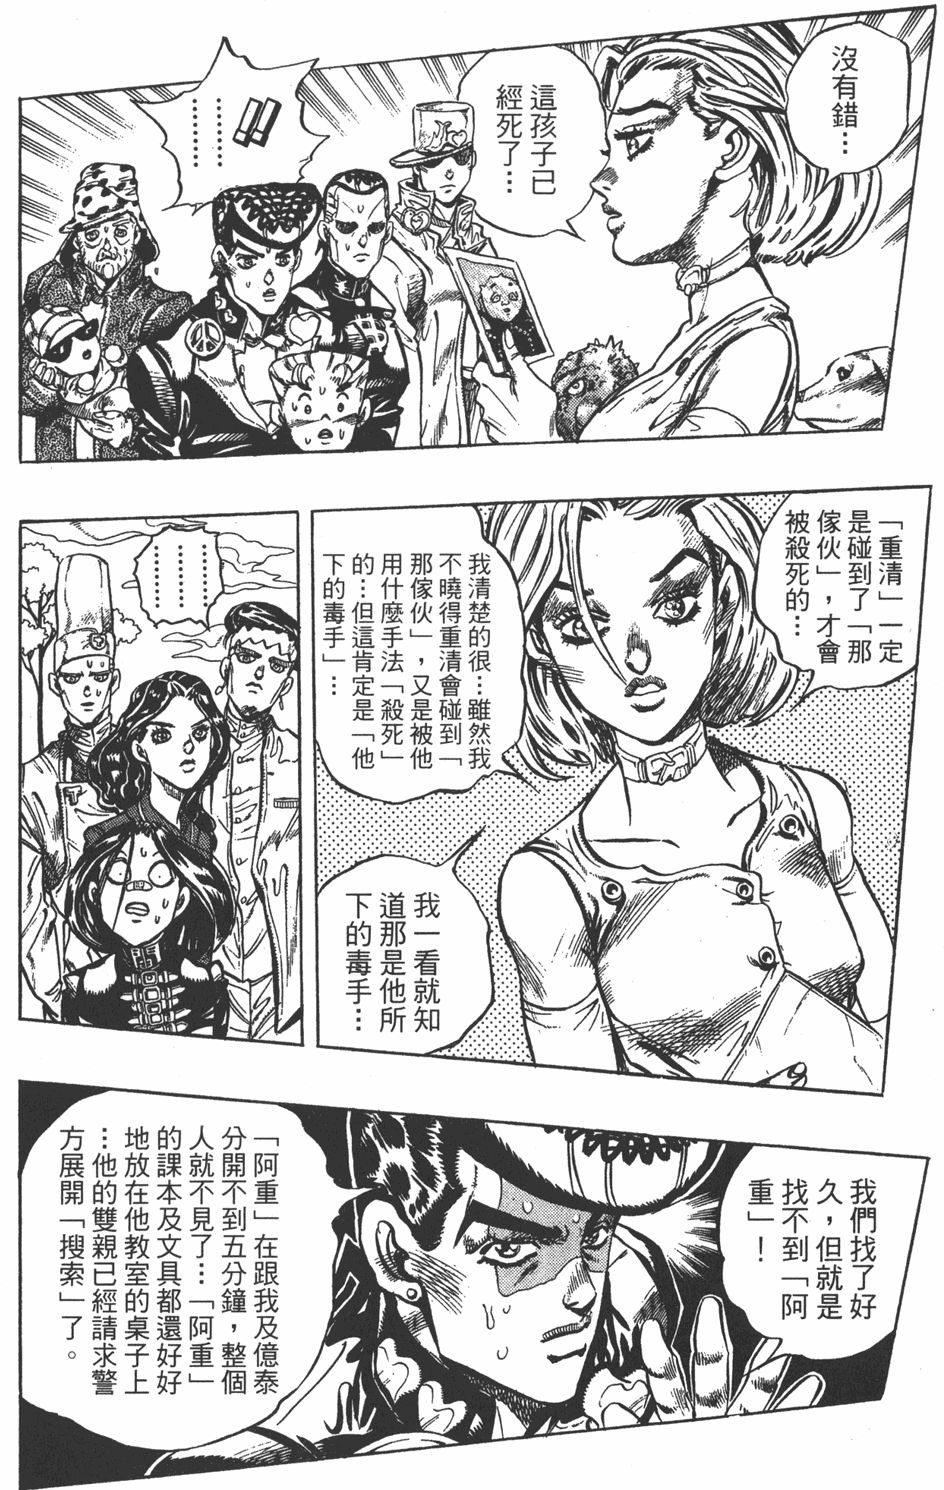 沒有錯…
這孩子已
經死了…
!!
………
………
「重清」一定
是碰到了「那
傢伙」，才會
被殺死的…
我清楚的很…雖然我
不曉得重清會碰到「
那傢伙」，又是被他
用什麼手法「殺死」
的…但這肯定是「他
下的毒手」…
我一看就知
道那是他所
下的毒手…
………
………
我們找了好
久，但就是
找不到「阿
重」！
「阿重」在跟我及億泰
分開不到五分鐘，整個
人就不見了…「阿重」
的課本及文具都還好好
地放在他教室的桌子上
…他的雙親已經請求警
方展開「搜索」了。